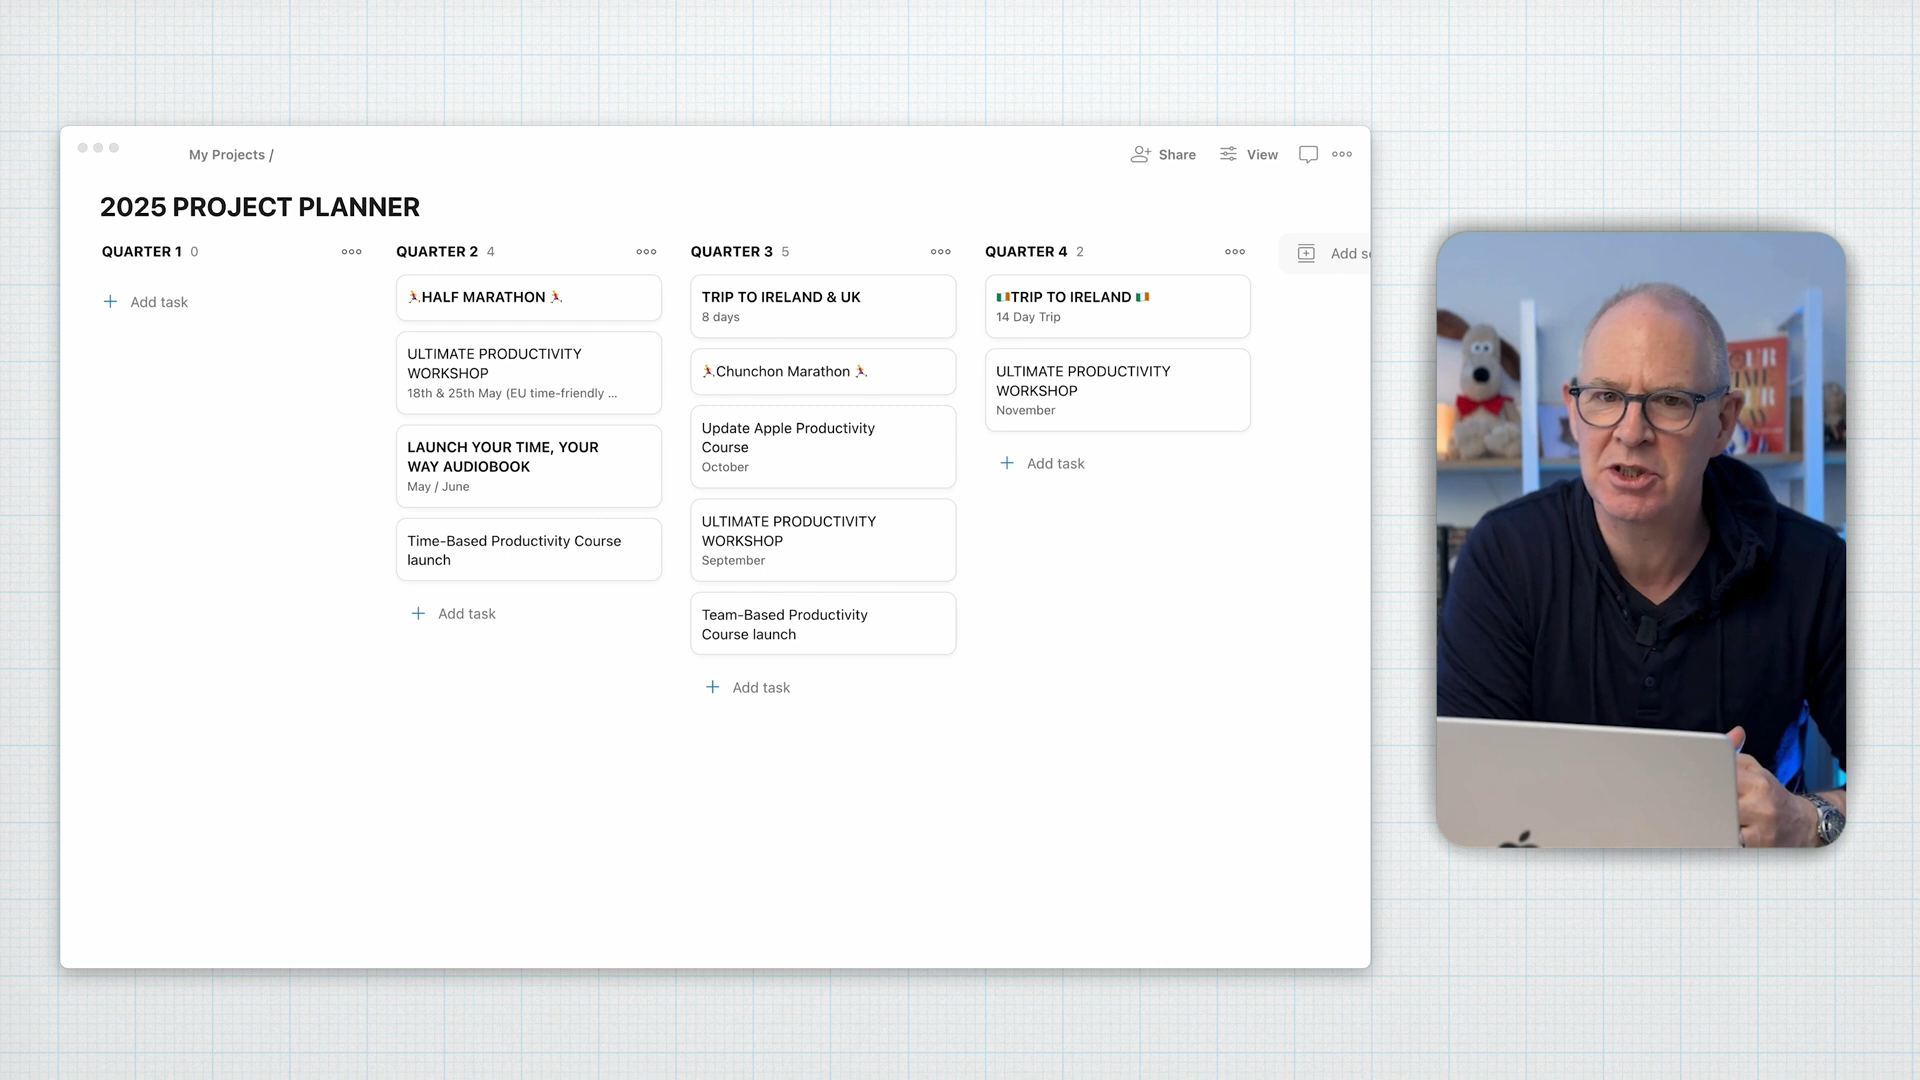 My Projects /
Share
View
2025 PROJECT PLANNER
QUARTER 1 0
Add task
QUARTER 2 4
🏃HALF MARATHON 🏃
ULTIMATE PRODUCTIVITY
WORKSHOP
18th & 25th May (EU time-friendly ...
LAUNCH YOUR TIME, YOUR
WAY AUDIOBOOK
May / June
Time-Based Productivity Course
launch
Add task
QUARTER 3 5
TRIP TO IRELAND & UK
8 days
🏃Chunchon Marathon 🏃
Update Apple Productivity
Course
October
ULTIMATE PRODUCTIVITY
WORKSHOP
September
Team-Based Productivity
Course launch
Add task
QUARTER 4 2
🇮🇪TRIP TO IRELAND 🇮🇪
14 Day Trip
ULTIMATE PRODUCTIVITY
WORKSHOP
November
Add task
Add